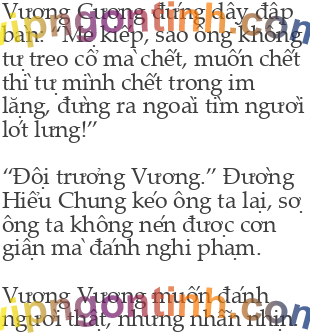 Vương Cương đứng dậy đập
bàn. “Mẹ kiếp, sao ông không
tự treo cổ mà chết, muốn chết
thì tự mình chết trong im
lặng, đừng ra ngoài tìm người
lót lưng!”
“Đội trưởng Vương.” Đường
Hiểu Chung kéo ông ta lại, sợ
ông ta không nén được cơn
giận mà đánh nghi phạm.
Vương Vương muốn đánh
người thật, nhưng nhẫn nhịn